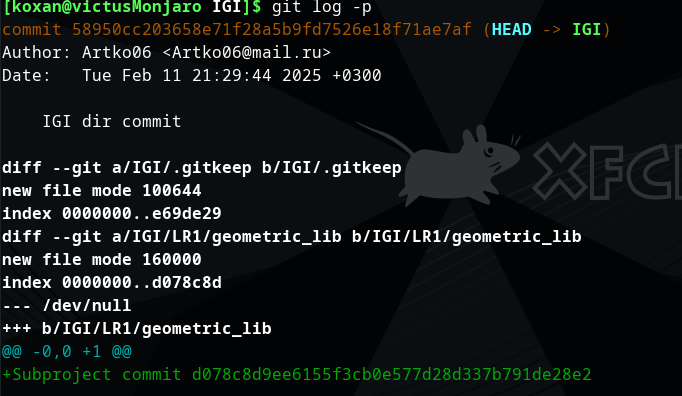 [koxan@victusMonjaro IGI]$ git log -p
commit 58950cc203658e71f28a5b9fd7526e18f71ae7af (HEAD -> IGI)
Author: Artko06 <Artko06@mail.ru>
Date:   Tue Feb 11 21:29:44 2025 +0300

    IGI dir commit

diff --git a/IGI/.gitkeep b/IGI/.gitkeep
new file mode 100644
index 0000000..e69de29
diff --git a/IGI/LR1/geometric_lib b/IGI/LR1/geometric_lib
new file mode 160000
index 0000000..d078c8d
--- /dev/null
+++ b/IGI/LR1/geometric_lib
@@ -0,0 +1 @@
+Subproject commit d078c8d9ee6155f3cb0e577d28d337b791de28e2
XFC